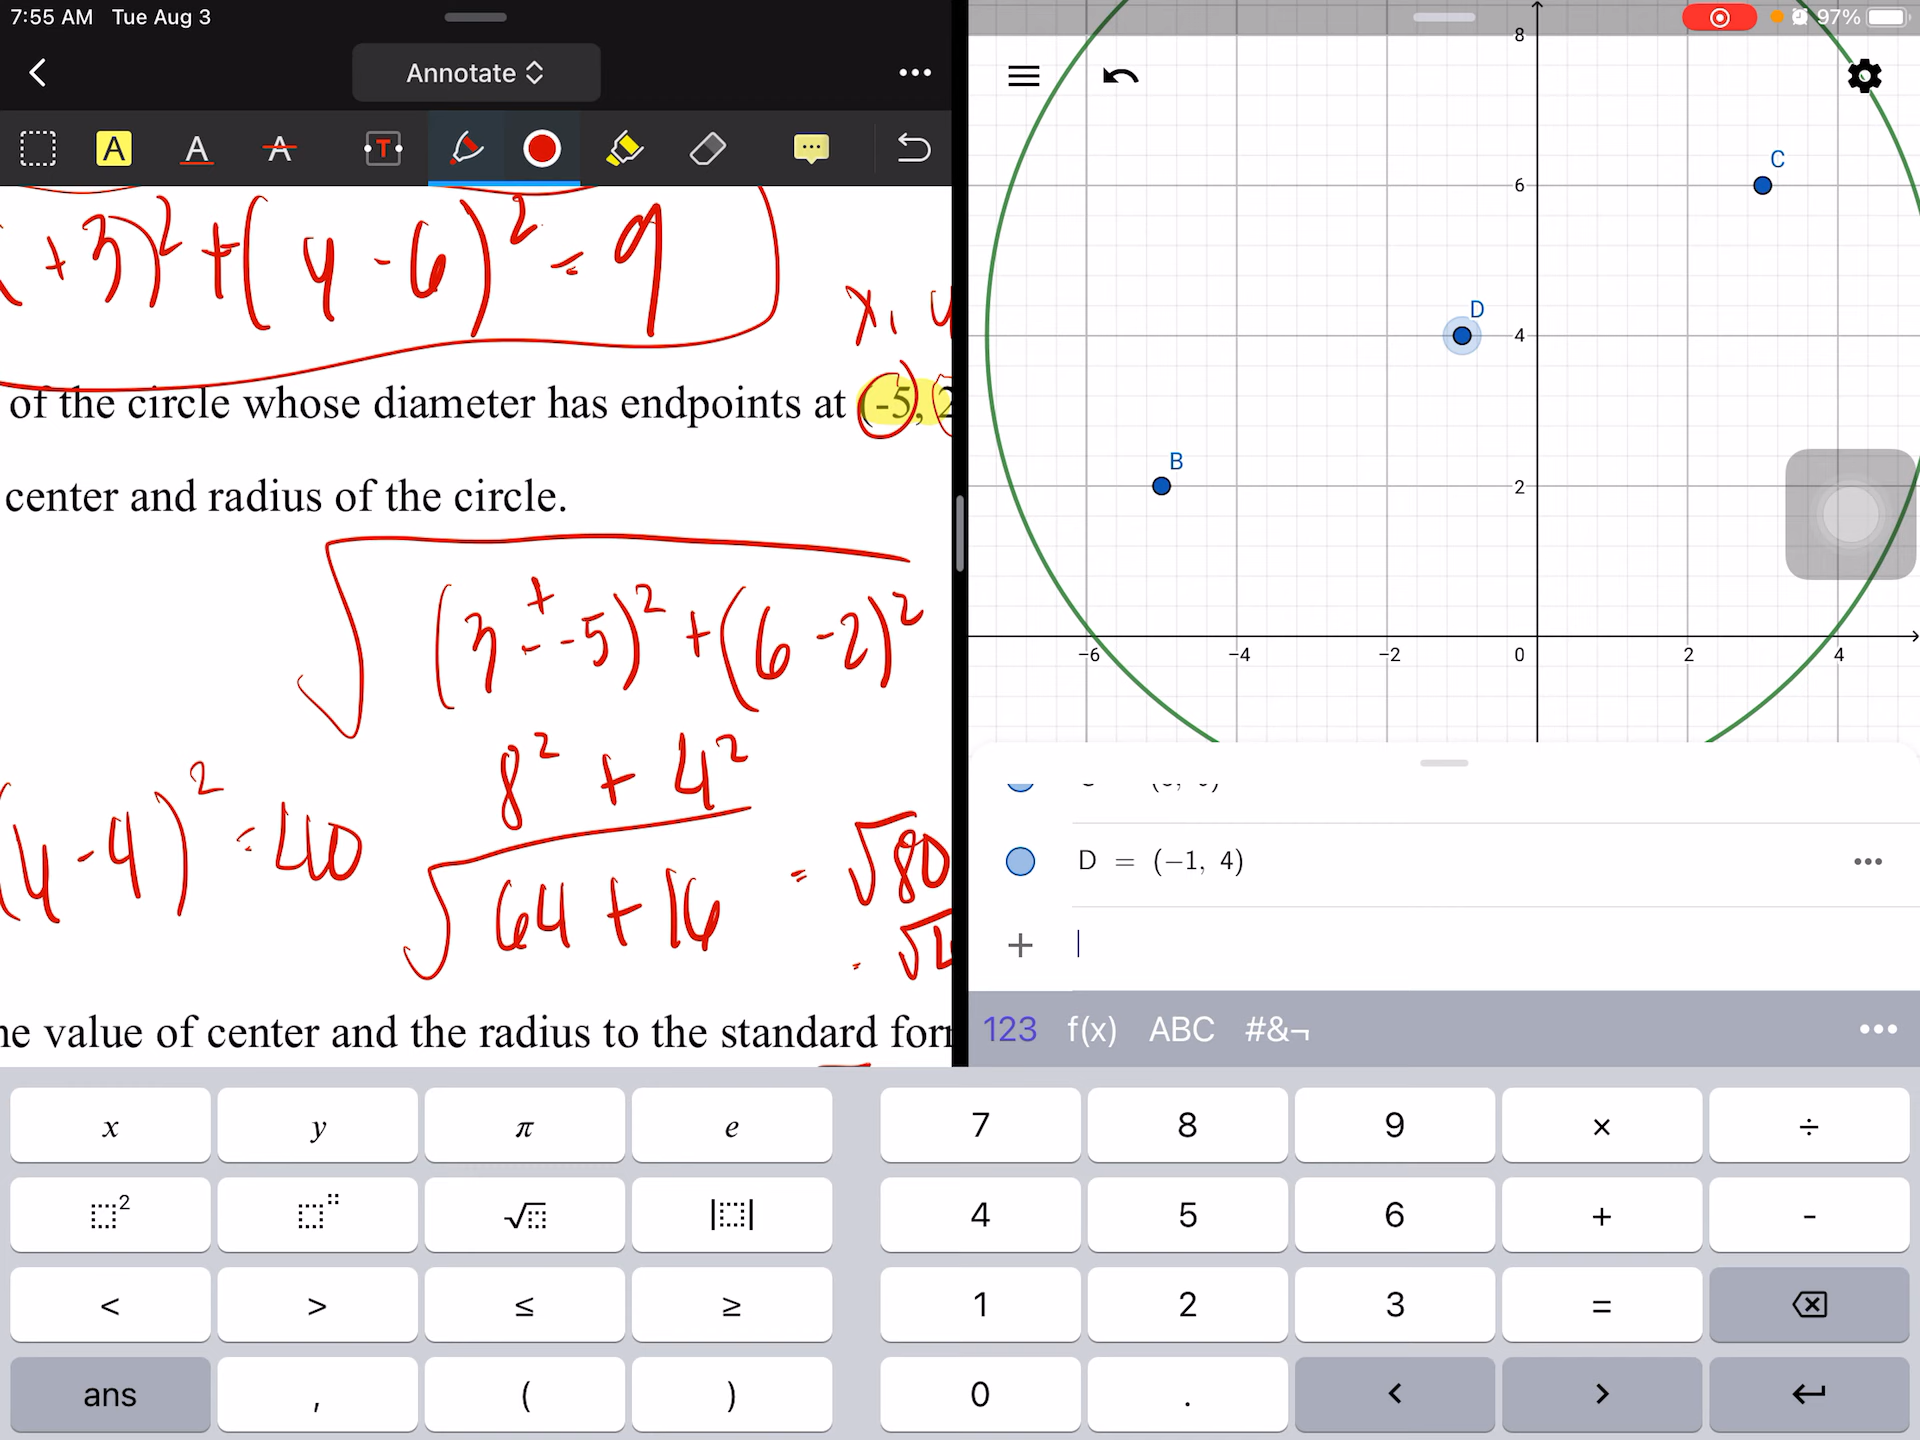 7:55 AM Tue Aug 3
Annotate
A A A T
+3)² + (y - 6)² = 9
x, y
of the circle whose diameter has endpoints at (-5, 2
center and radius of the circle.
√(3 - -5)² + (6 - 2)²
+
8² + 4²
(y - 4)² = 40
√64 + 16 = √80
= √
he value of center and the radius to the standard for
97%
8
C
6
D
4
B
2
−6 −4 −2 0 2 4
D = (−1, 4)
+
123 f(x) ABC #&¬
x y π e 7 8 9 × ÷
² √ | | 4 5 6 + -
< > ≤ ≥ 1 2 3 =
ans , ( ) 0 . < >